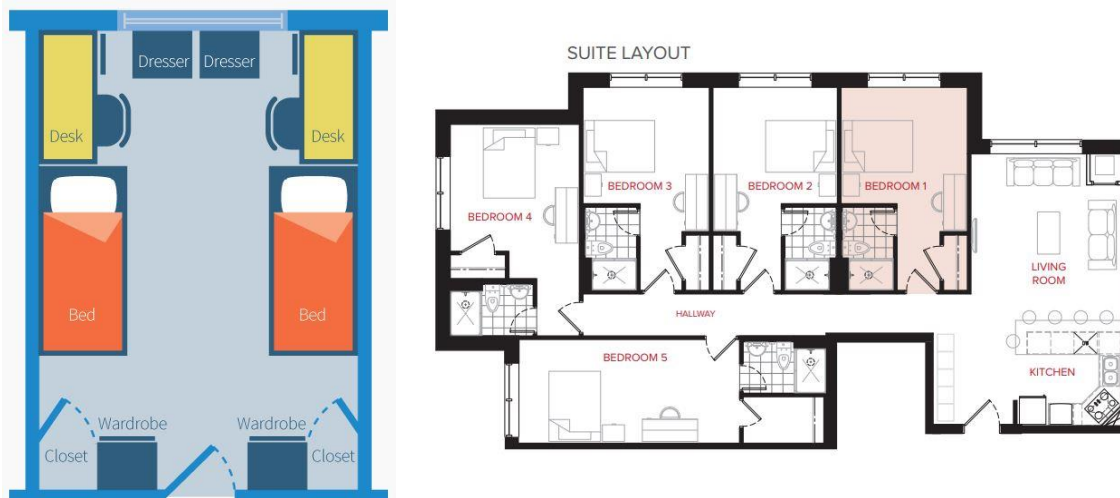 Dresser
Dresser
Desk
Desk
Bed
Bed
Wardrobe
Wardrobe
Closet
Closet
SUITE LAYOUT
BEDROOM 3
BEDROOM 2
BEDROOM 1
BEDROOM 4
LIVING
ROOM
HALLWAY
BEDROOM 5
KITCHEN